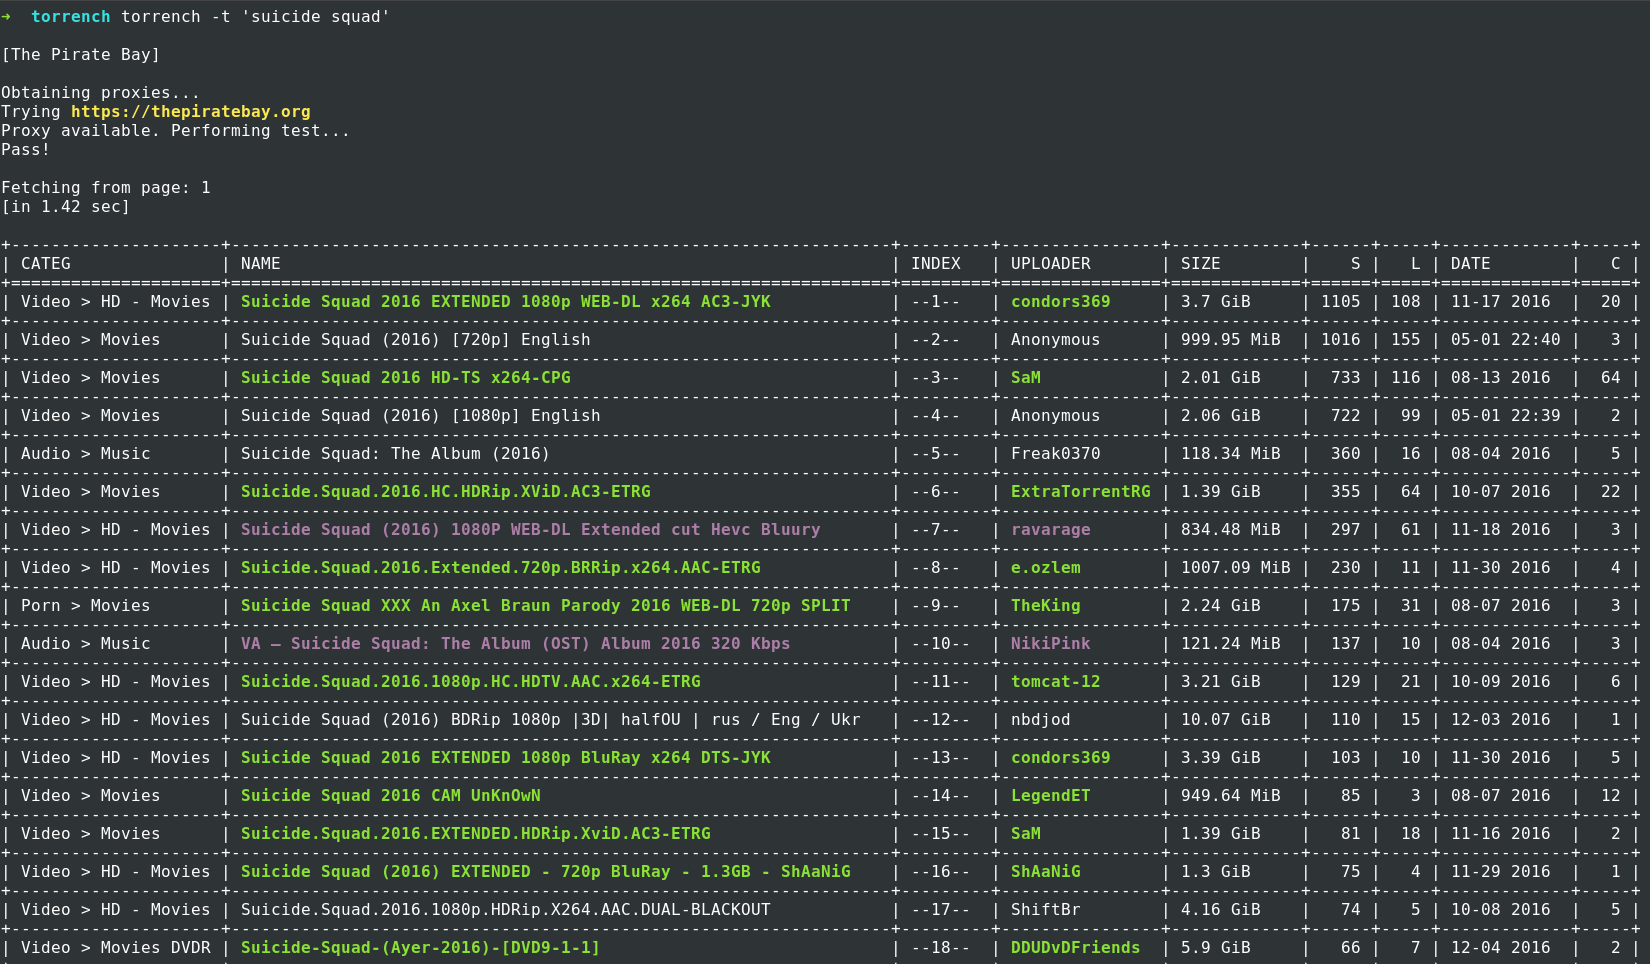 ➜  torrench torrench -t 'suicide squad'

[The Pirate Bay]

Obtaining proxies...
Trying https://thepiratebay.org
Proxy available. Performing test...
Pass!

Fetching from page: 1
[in 1.42 sec]

| CATEG | NAME | INDEX | UPLOADER | SIZE | S | L | DATE | C |
| Video > HD - Movies | Suicide Squad 2016 EXTENDED 1080p WEB-DL x264 AC3-JYK | --1-- | condors369 | 3.7 GiB | 1105 | 108 | 11-17 2016 | 20 |
| Video > Movies | Suicide Squad (2016) [720p] English | --2-- | Anonymous | 999.95 MiB | 1016 | 155 | 05-01 22:40 | 3 |
| Video > Movies | Suicide Squad 2016 HD-TS x264-CPG | --3-- | SaM | 2.01 GiB | 733 | 116 | 08-13 2016 | 64 |
| Video > Movies | Suicide Squad (2016) [1080p] English | --4-- | Anonymous | 2.06 GiB | 722 | 99 | 05-01 22:39 | 2 |
| Audio > Music | Suicide Squad: The Album (2016) | --5-- | Freak0370 | 118.34 MiB | 360 | 16 | 08-04 2016 | 5 |
| Video > Movies | Suicide.Squad.2016.HC.HDRip.XViD.AC3-ETRG | --6-- | ExtraTorrentRG | 1.39 GiB | 355 | 64 | 10-07 2016 | 22 |
| Video > HD - Movies | Suicide Squad (2016) 1080P WEB-DL Extended cut Hevc Bluury | --7-- | ravarage | 834.48 MiB | 297 | 61 | 11-18 2016 | 3 |
| Video > HD - Movies | Suicide.Squad.2016.Extended.720p.BRRip.x264.AAC-ETRG | --8-- | e.ozlem | 1007.09 MiB | 230 | 11 | 11-30 2016 | 4 |
| Porn > Movies | Suicide Squad XXX An Axel Braun Parody 2016 WEB-DL 720p SPLIT | --9-- | TheKing | 2.24 GiB | 175 | 31 | 08-07 2016 | 3 |
| Audio > Music | VA – Suicide Squad: The Album (OST) Album 2016 320 Kbps | --10-- | NikiPink | 121.24 MiB | 137 | 10 | 08-04 2016 | 3 |
| Video > HD - Movies | Suicide.Squad.2016.1080p.HC.HDTV.AAC.x264-ETRG | --11-- | tomcat-12 | 3.21 GiB | 129 | 21 | 10-09 2016 | 6 |
| Video > HD - Movies | Suicide Squad (2016) BDRip 1080p |3D| halfOU | rus / Eng / Ukr | --12-- | nbdjod | 10.07 GiB | 110 | 15 | 12-03 2016 | 1 |
| Video > HD - Movies | Suicide Squad 2016 EXTENDED 1080p BluRay x264 DTS-JYK | --13-- | condors369 | 3.39 GiB | 103 | 10 | 11-30 2016 | 5 |
| Video > Movies | Suicide Squad 2016 CAM UnKnOwN | --14-- | LegendET | 949.64 MiB | 85 | 3 | 08-07 2016 | 12 |
| Video > Movies | Suicide.Squad.2016.EXTENDED.HDRip.XviD.AC3-ETRG | --15-- | SaM | 1.39 GiB | 81 | 18 | 11-16 2016 | 2 |
| Video > HD - Movies | Suicide Squad (2016) EXTENDED - 720p BluRay - 1.3GB - ShAaNiG | --16-- | ShAaNiG | 1.3 GiB | 75 | 4 | 11-29 2016 | 1 |
| Video > HD - Movies | Suicide.Squad.2016.1080p.HDRip.X264.AAC.DUAL-BLACKOUT | --17-- | ShiftBr | 4.16 GiB | 74 | 5 | 10-08 2016 | 5 |
| Video > Movies DVDR | Suicide-Squad-(Ayer-2016)-[DVD9-1-1] | --18-- | DDUDvDFriends | 5.9 GiB | 66 | 7 | 12-04 2016 | 2 |